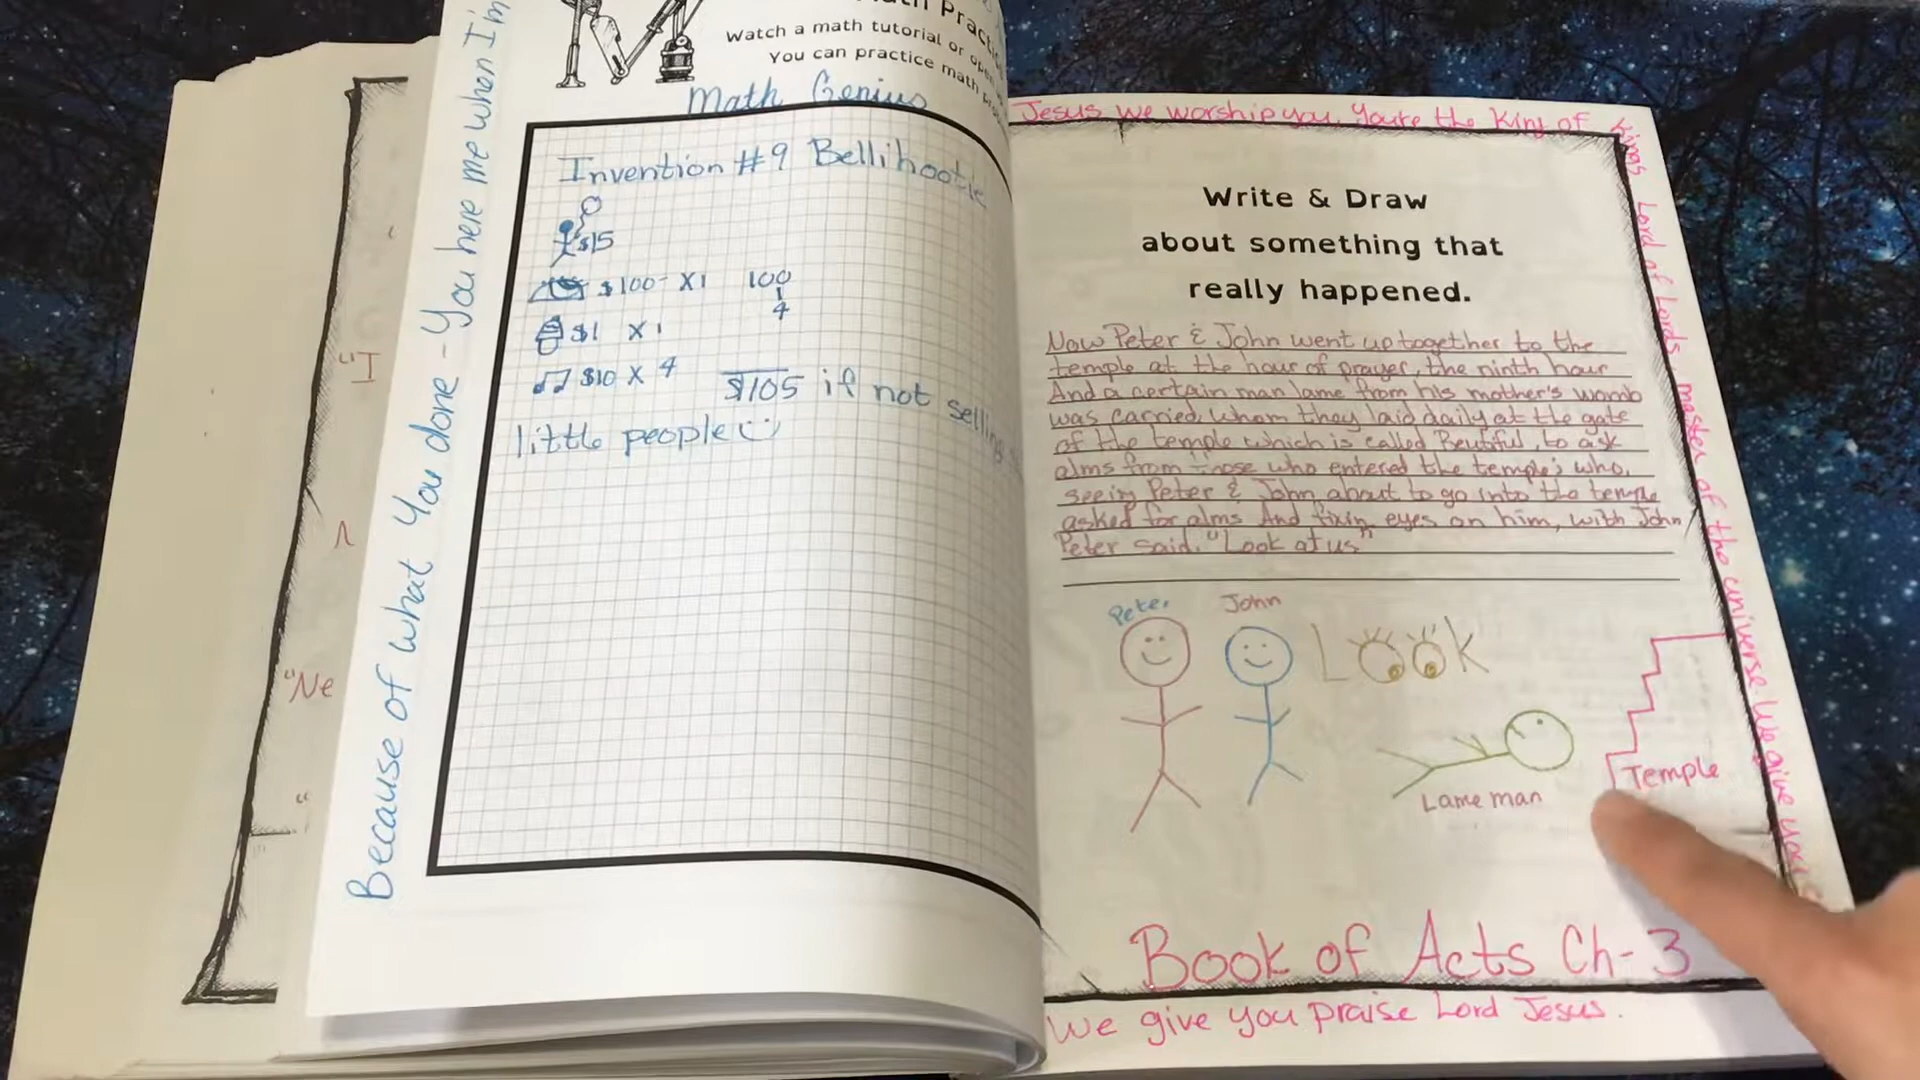 Because of what You done - You here me when I'm
Watch a math tutorial or
You can practice math
Math Genius
Invention #9 Bellihootle
$15
$100- X1 100
4
$1 X1
$10 X 4
$105 if not selling
little people
"I
"Ne
Jesus we worship you. You're the King of Kings Lord of Lords master of the universe. We give you
Write & Draw
about something that
really happened.
Now Peter & John went up together to the
temple at the hour of prayer, the ninth hour
And a certain man lame from his mother's womb
was carried, whom they laid daily at the gate
of the temple which is called Beutiful, to ask
alms from those who entered the temple; who,
seein Peter & John about to go into the temple
asked for alms And fixin eyes on him, with John
Peter said, "Look at us"
Peter John
LOOK
Temple
Lame man
Book of Acts Ch-3
We give you praise Lord Jesus.